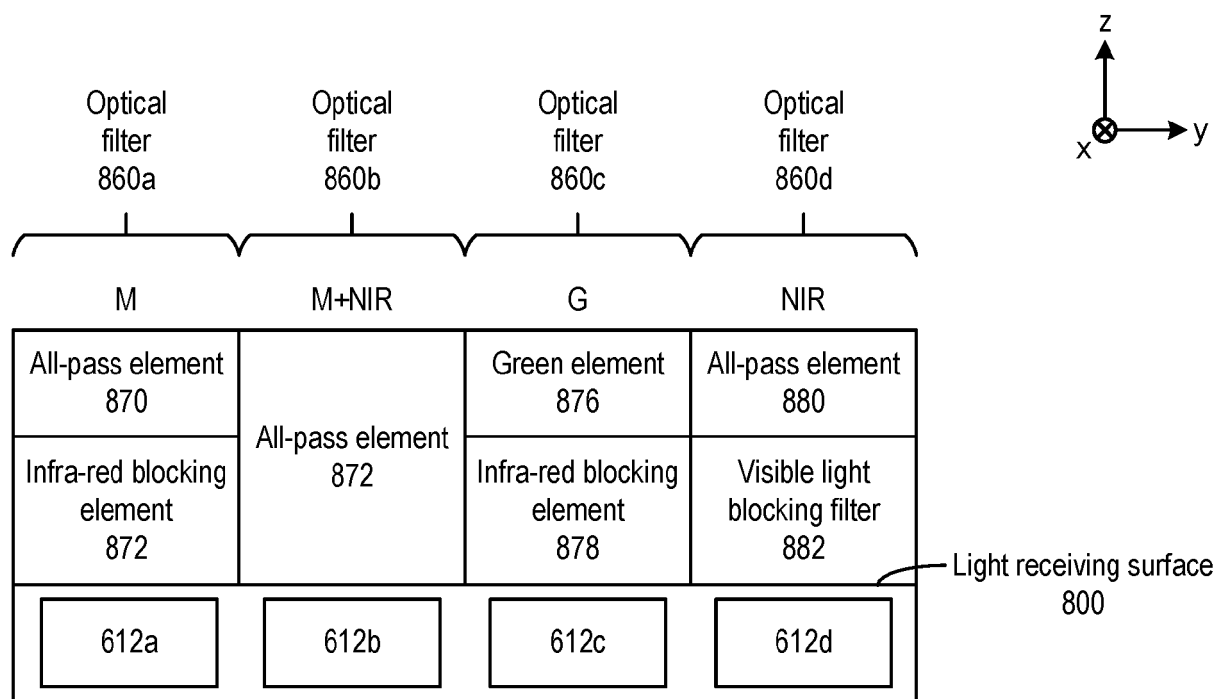 z
y
x
Optical
filter
860a
Optical
filter
860b
Optical
filter
860c
Optical
filter
860d
M
M+NIR
G
NIR
All-pass element
870
Infra-red blocking
element
872
All-pass element
872
Green element
876
Infra-red blocking
element
878
All-pass element
880
Visible light
blocking filter
882
Light receiving surface
800
612a
612b
612c
612d